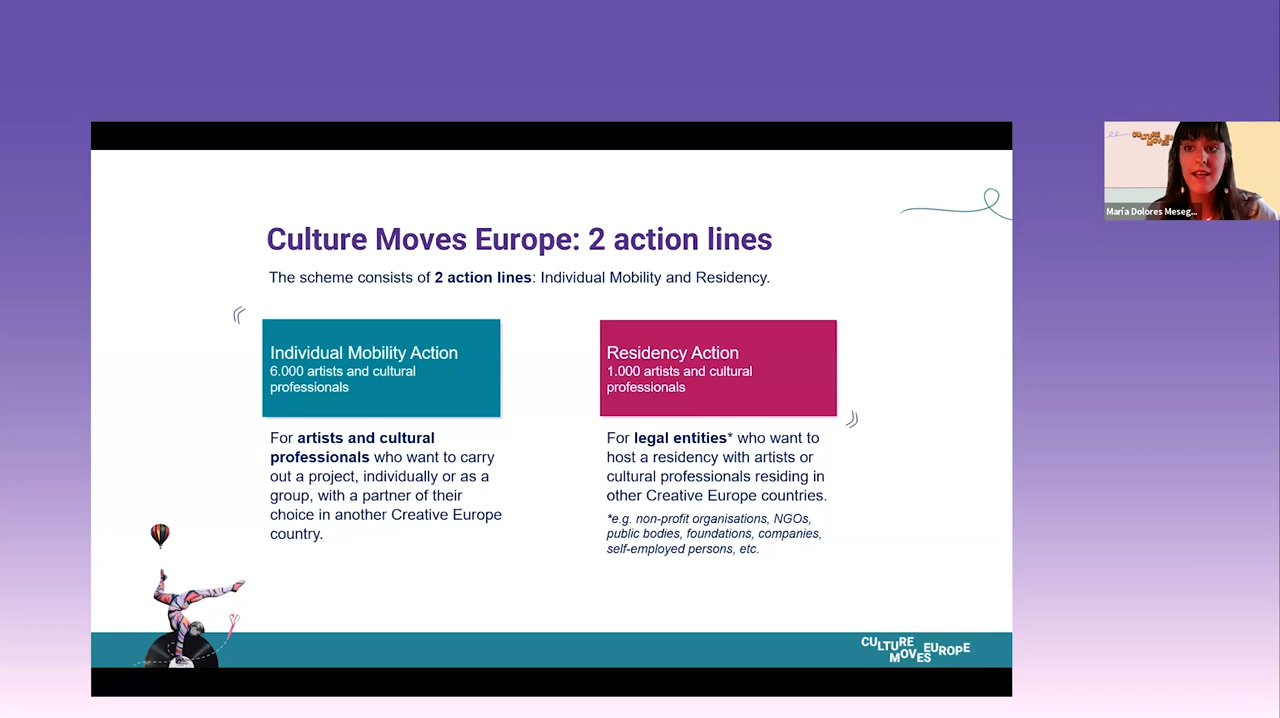 Culture Moves Europe: 2 action lines
The scheme consists of 2 action lines: Individual Mobility and Residency.
Individual Mobility Action
6.000 artists and cultural
professionals
For artists and cultural
professionals who want to carry
out a project, individually or as a
group, with a partner of their
choice in another Creative Europe
country.
Residency Action
1.000 artists and cultural
professionals
For legal entities* who want to
host a residency with artists or
cultural professionals residing in
other Creative Europe countries.
*e.g. non-profit organisations, NGOs,
public bodies, foundations, companies,
self-employed persons, etc.
CULTURE
MOVES EUROPE
CULTURE
MOVES
María Dolores Meseg...